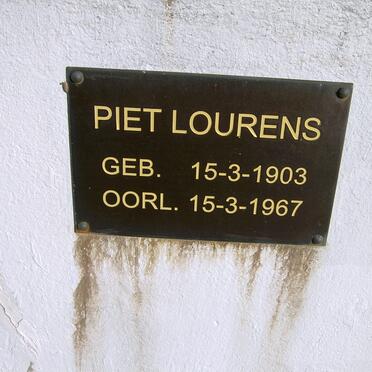 PIET LOURENS
GEB. 15-3-1903
OORL. 15-3-1967